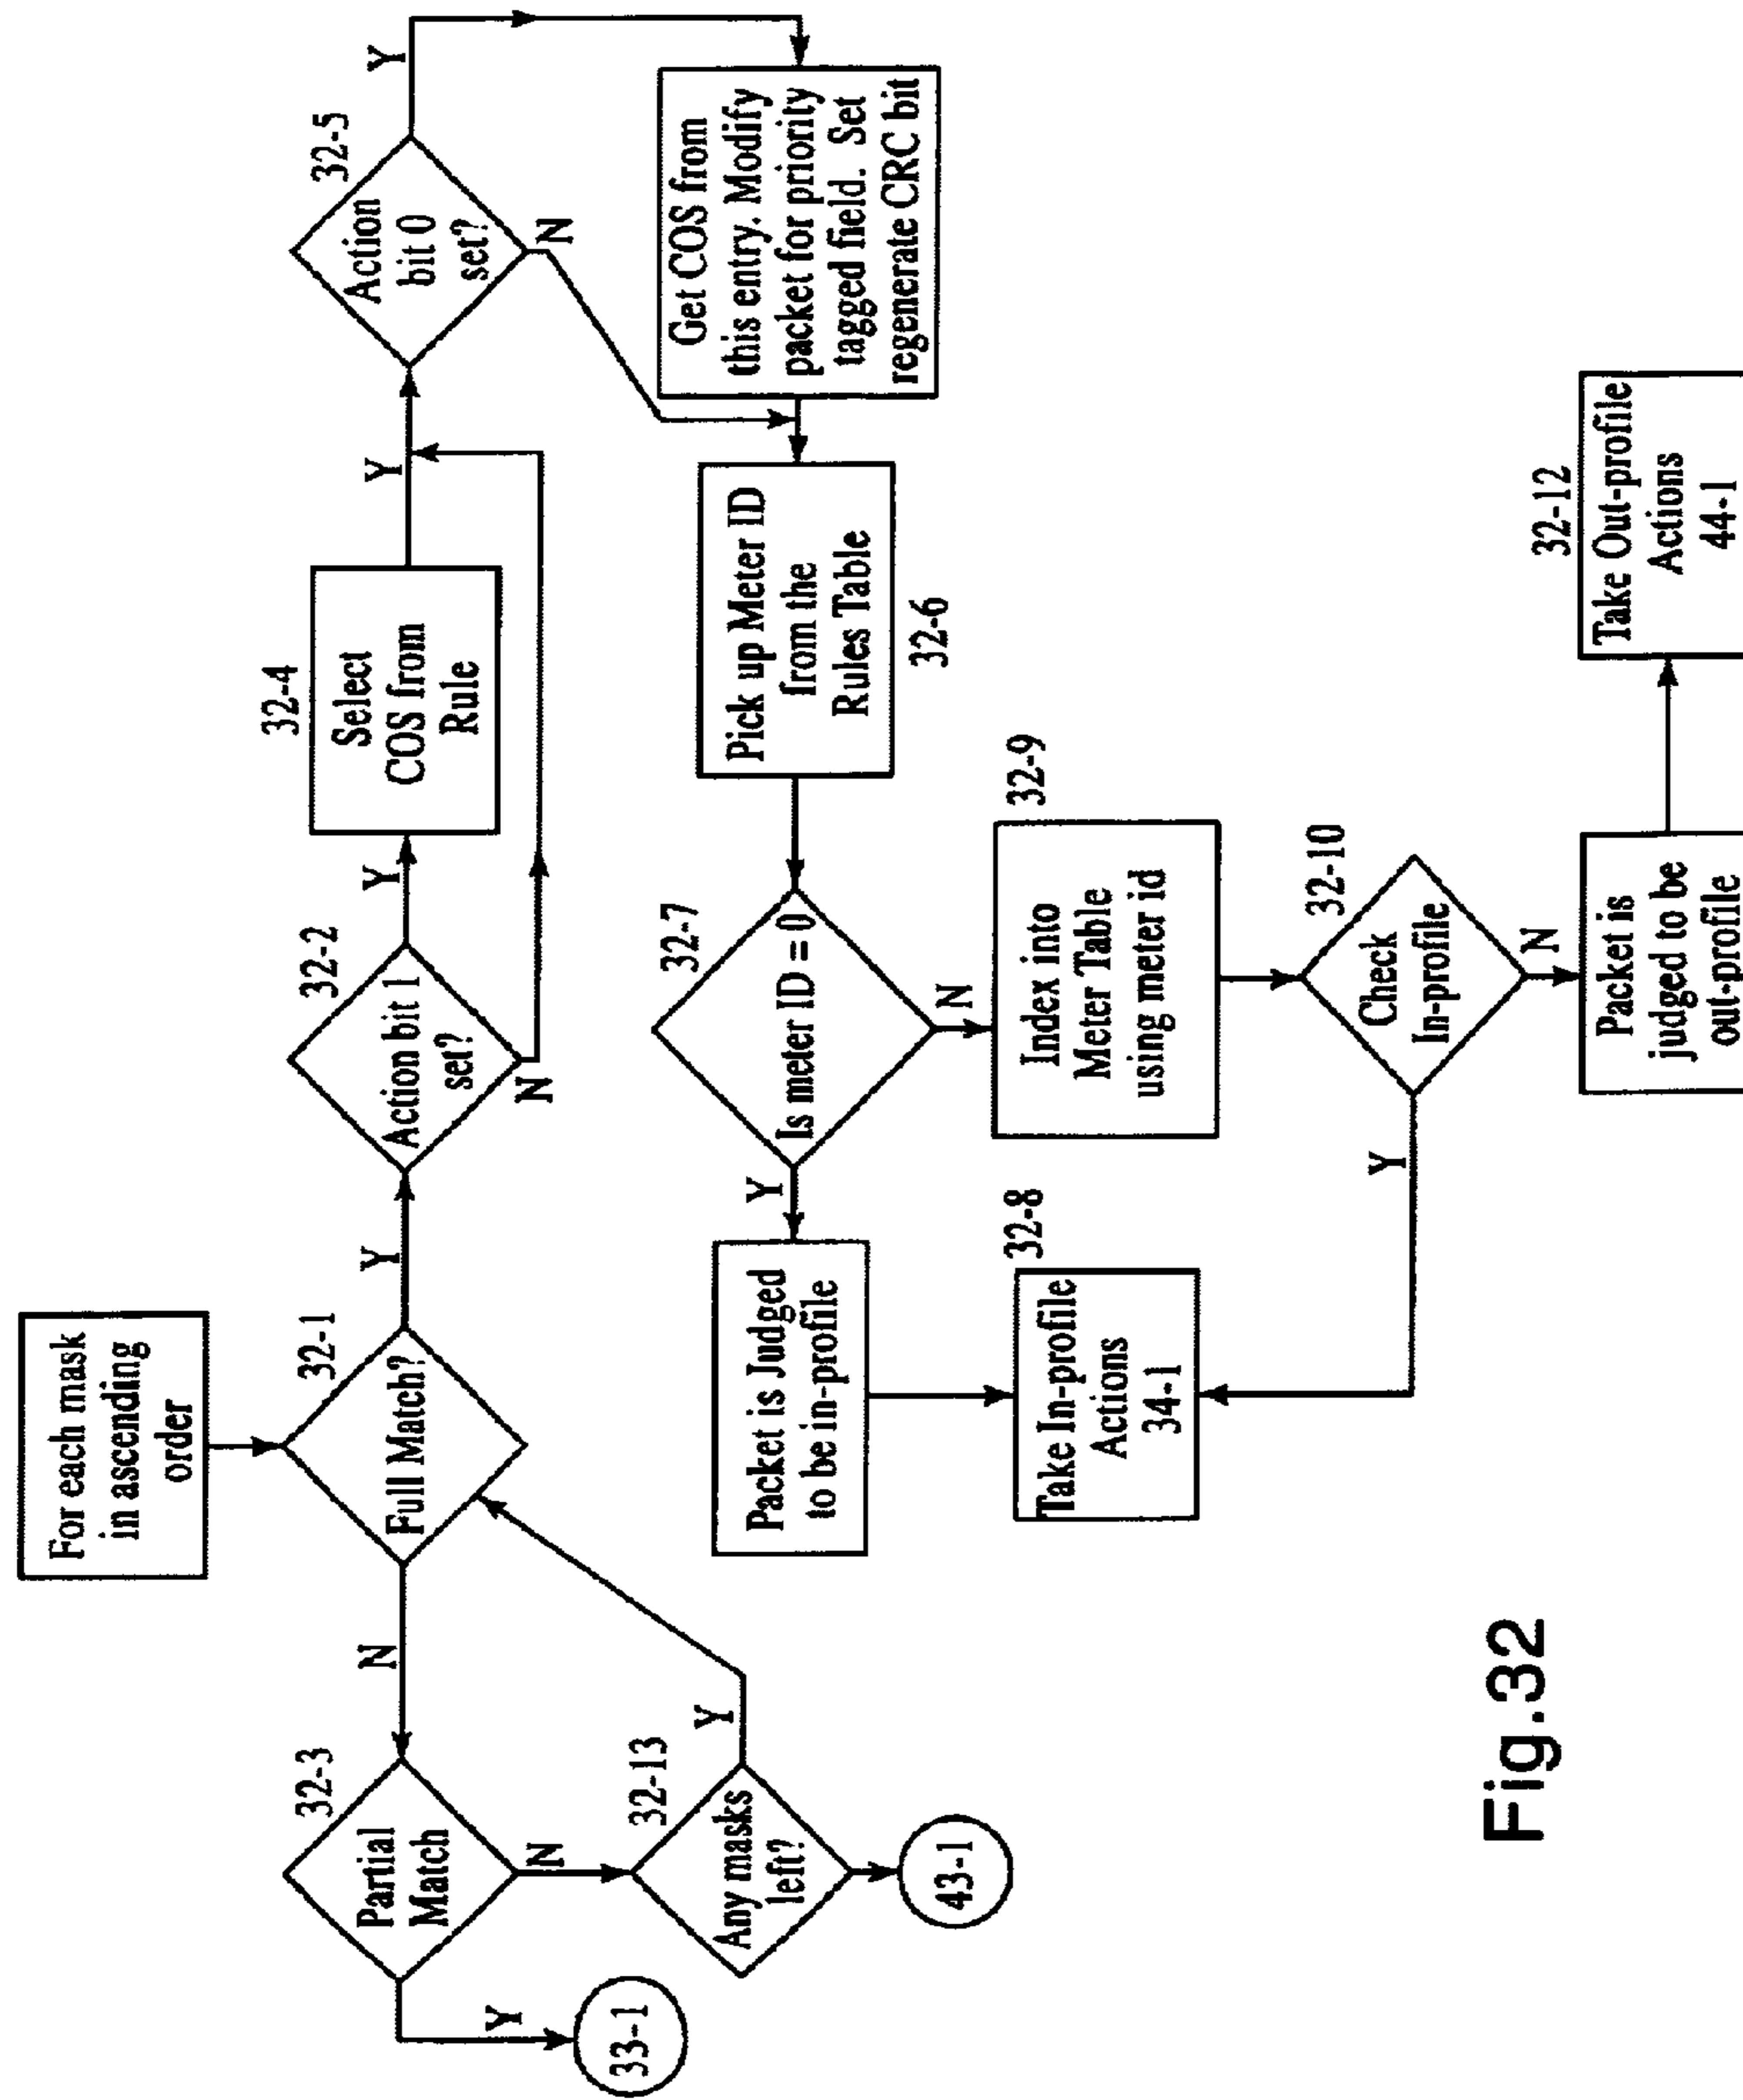 For each mask
in ascending
order
32-1
Full Match?
Y
N
32-2
Action bit 1
set?
Y
N
32-4
Select
COS from
Rule
Y
32-5
Action
bit 0
set?
Y
N
Get COS from
this entry. Modify
packet for priority
tagged field. Set
regenerate CRC bit
32-3
Partial
Match
Y
N
33-1
32-13
Any masks
left?
Y
43-1
Pick up Meter ID
from the
Rules Table
32-6
32-7
Is meter ID = 0
Y
N
Packet is Judged
to be in-profile
32-8
Take In-profile
Actions
34-1
32-9
Index into
Meter Table
using meter id
32-10
Check
In-profile
Y
N
Packet is
judged to be
out-profile
32-12
Take Out-profile
Actions
44-1
Fig.32